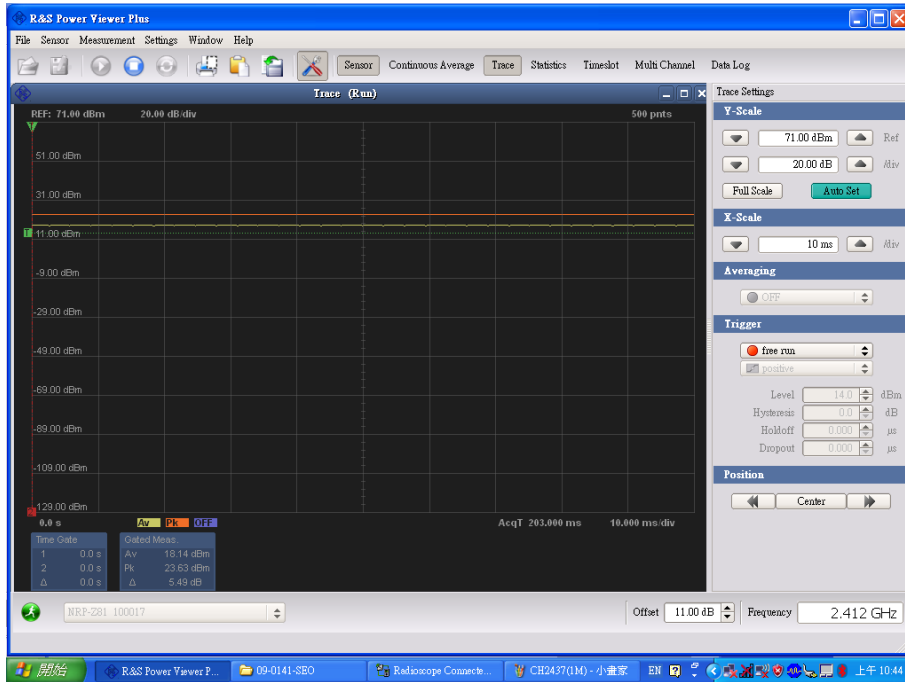 R&S Power Viewer Plus
File Sensor Measurement Settings Window Help
Sensor Continuous Average Trace Statistics Timeslot Multi Channel Data Log
Trace (Run)
REF: 71.00 dBm 20.00 dB/div 500 pnts
T
51.00 dBm
31.00 dBm
T 11.00 dBm
-9.00 dBm
-29.00 dBm
-49.00 dBm
-69.00 dBm
-89.00 dBm
-109.00 dBm
129.00 dBm
0.0 s Av Pk OFF AcqT 203.000 ms 10.000 ms/div
Time Gate Gated Meas.
1 0.0 s Av 18.14 dBm
2 0.0 s Pk 23.63 dBm
Δ 0.0 s Δ 5.49 dB
Trace Settings
Y-Scale
71.00 dBm Ref
20.00 dB /div
Full Scale Auto Set
X-Scale
10 ms /div
Averaging
OFF
Trigger
free run
positive
Level 14.0 dBm
Hysteresis 0.0 dB
Holdoff 0.000 µs
Dropout 0.000 µs
Position
Center
NRP-Z81 100017 Offset 11.00 dB Frequency 2.412 GHz
開始 R&S Power Viewer P... 09-0141-SEO Radioscope Connecte... CH2437(1M) - 小畫家 EN 上午 10:44